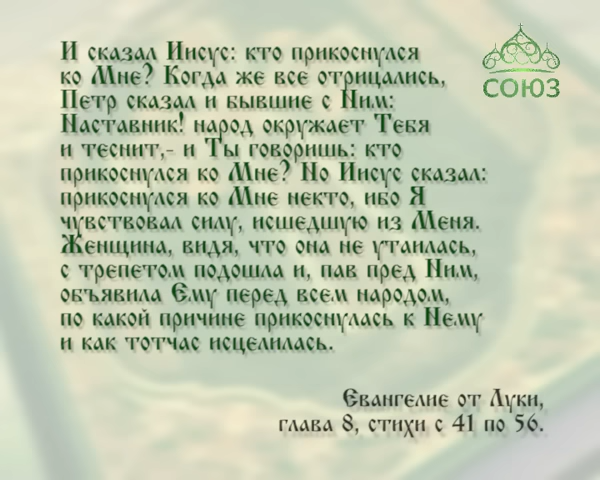 СОЮЗ
И сказал Иисус: кто прикоснулся
ко Мне? Когда же все отрицались,
Петр сказал и бывшие с Ним:
Наставник! народ окружает Тебя
и теснит,- и Ты говоришь: кто
прикоснулся ко Мне? Но Иисус сказал:
прикоснулся ко Мне некто, ибо Я
чувствовал силу, исшедшую из Меня.
Женщина, видя, что она не утаилась,
с трепетом подошла и, пав пред Ним,
объявила Ему перед всем народом,
по какой причине прикоснулась к Нему
и как тотчас исцелилась.
Евангелие от Луки,
глава 8, стихи с 41 по 56.